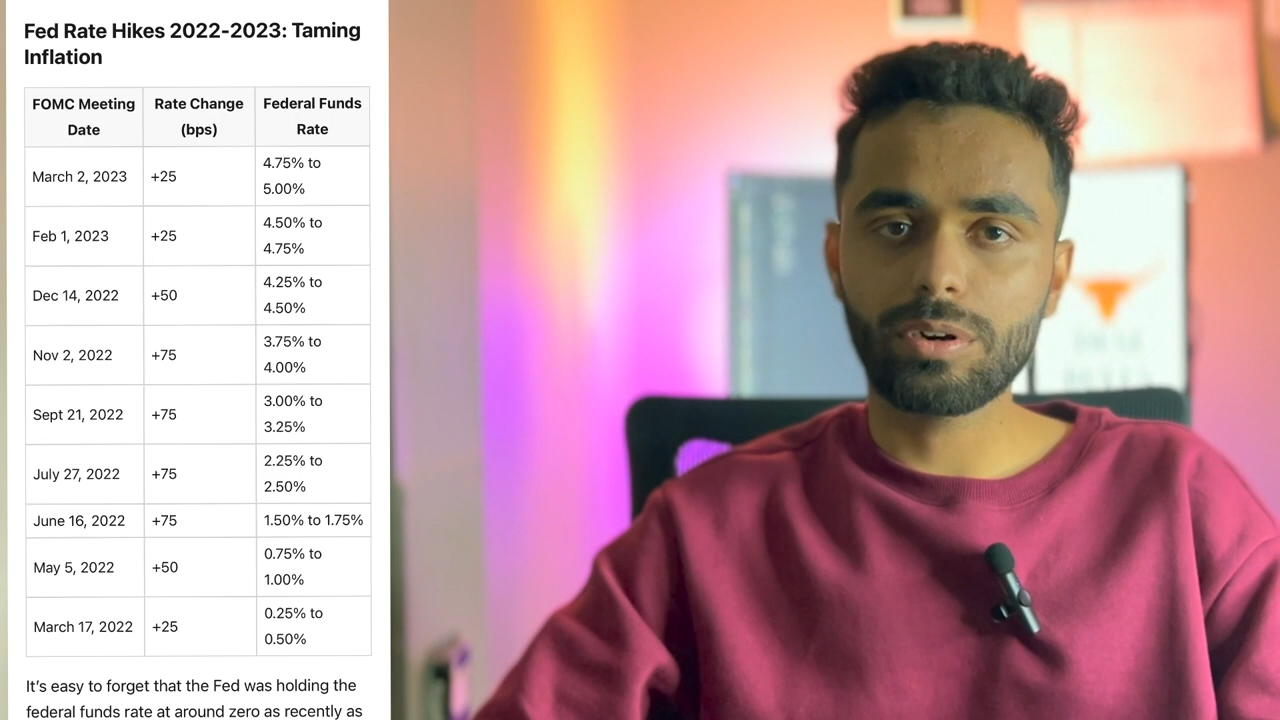 Fed Rate Hikes 2022-2023: Taming
Inflation
FOMC Meeting Date Rate Change (bps) Federal Funds Rate
March 2, 2023 +25 4.75% to 5.00%
Feb 1, 2023 +25 4.50% to 4.75%
Dec 14, 2022 +50 4.25% to 4.50%
Nov 2, 2022 +75 3.75% to 4.00%
Sept 21, 2022 +75 3.00% to 3.25%
July 27, 2022 +75 2.25% to 2.50%
June 16, 2022 +75 1.50% to 1.75%
May 5, 2022 +50 0.75% to 1.00%
March 17, 2022 +25 0.25% to 0.50%
It's easy to forget that the Fed was holding the
federal funds rate at around zero as recently as